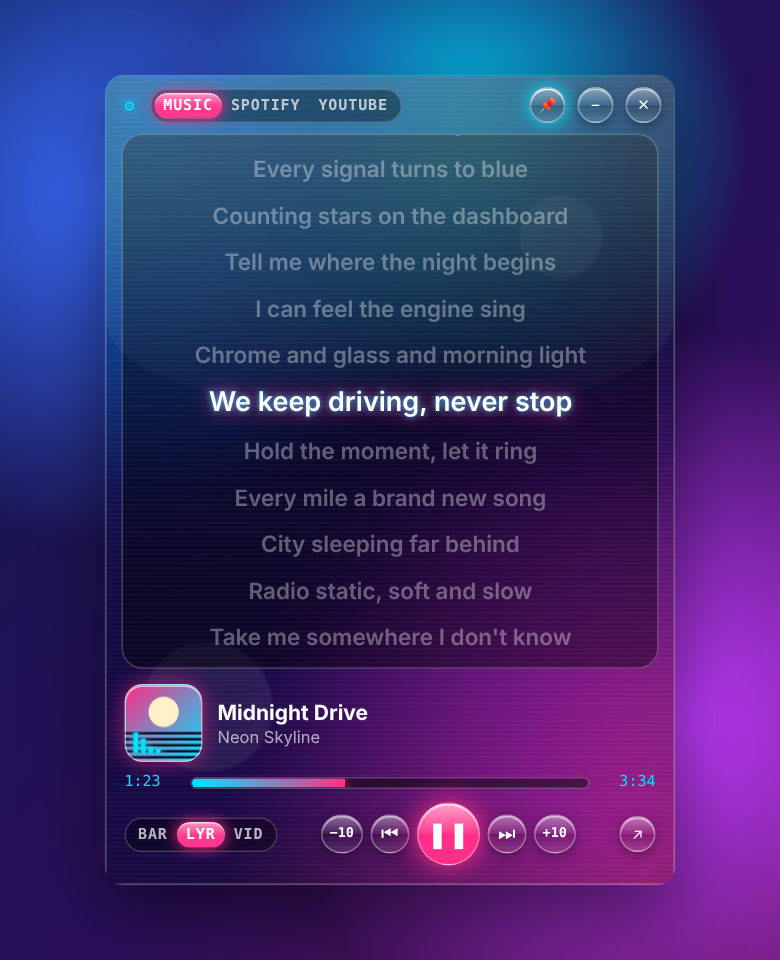 MUSIC SPOTIFY YOUTUBE
Every signal turns to blue
Counting stars on the dashboard
Tell me where the night begins
I can feel the engine sing
Chrome and glass and morning light
We keep driving, never stop
Hold the moment, let it ring
Every mile a brand new song
City sleeping far behind
Radio static, soft and slow
Take me somewhere I don't know
Midnight Drive
Neon Skyline
1:23 3:34
BAR LYR VID −10 +10